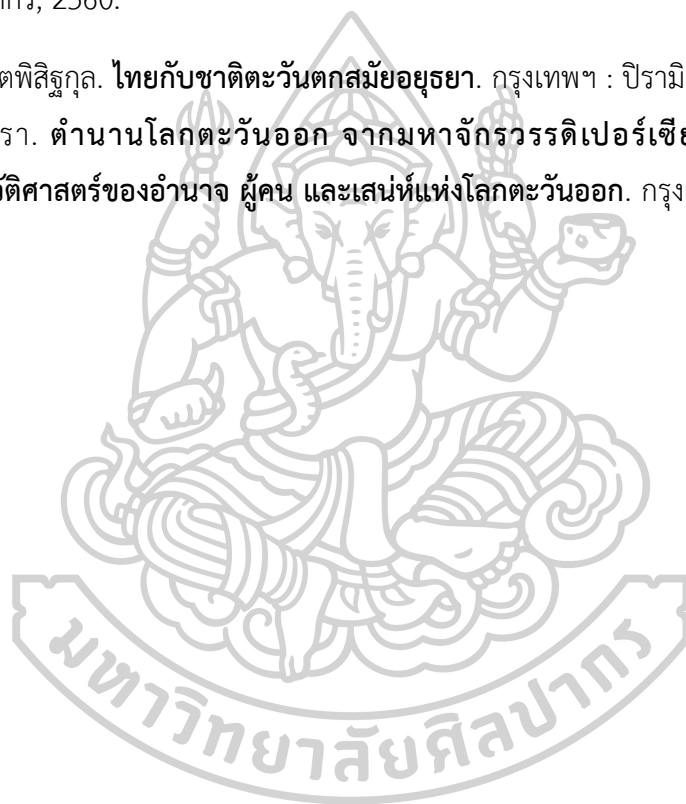 2560.
ตพิสิฐกุล. ไทยกับชาติตะวันตกสมัยอยุธยา. กรุงเทพฯ : ปิรามิ
รา. ตำนานโลกตะวันออก จากมหาจักรวรรดิเปอร์เซีย
วัติศาสตร์ของอำนาจ ผู้คน และเสน่ห์แห่งโลกตะวันออก. กรุง
มหาวิทยาลัยศิลปากร